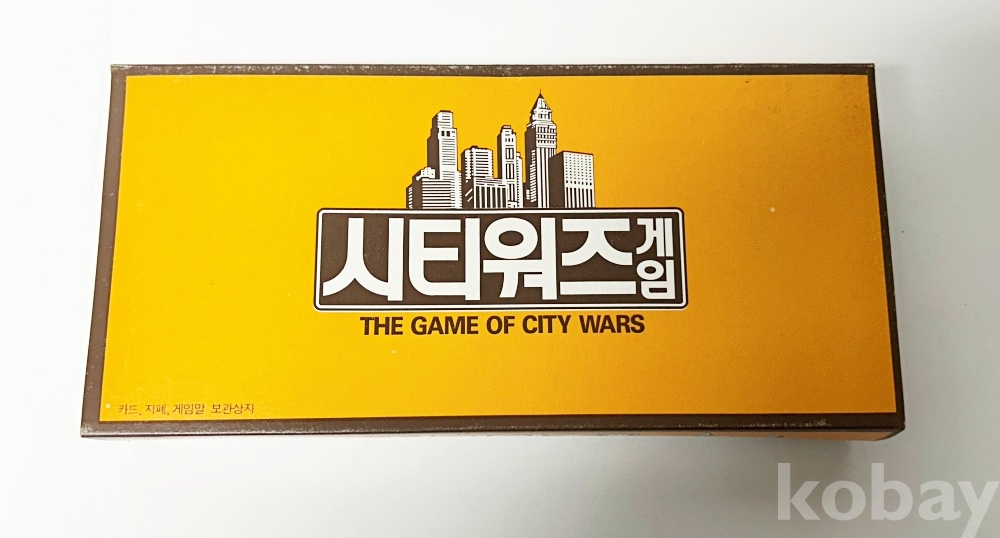 시티워즈게임
THE GAME OF CITY WARS
카드, 지폐, 게임말 보관상자
kobay